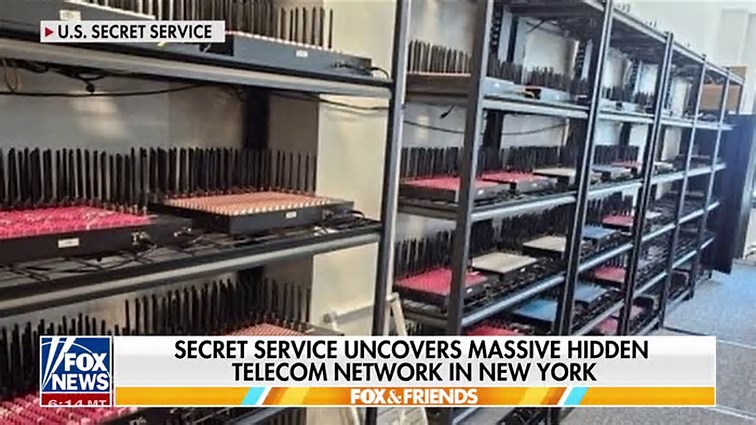 U.S. SECRET SERVICE
SECRET SERVICE UNCOVERS MASSIVE HIDDEN
TELECOM NETWORK IN NEW YORK
FOX
NEWS
6:14 MT
FOX&FRIENDS